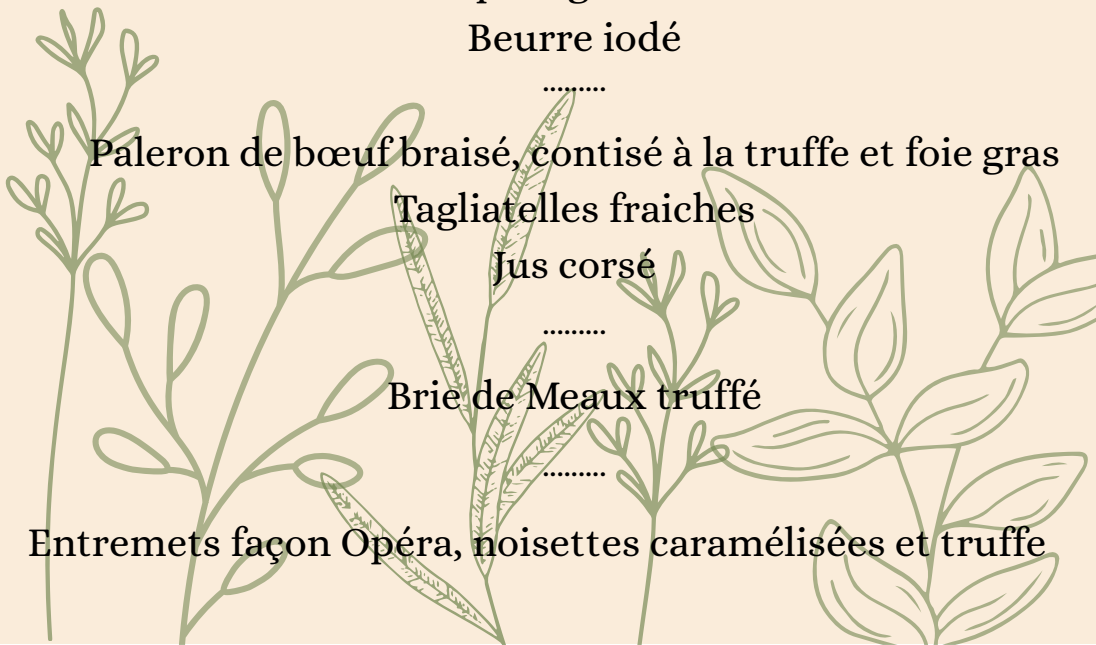 Beurre iodé
.........
Paleron de bœuf braisé, contisé à la truffe et foie gras
Tagliatelles fraiches
Jus corsé
.........
Brie de Meaux truffé
.........
Entremets façon Opéra, noisettes caramélisées et truffe